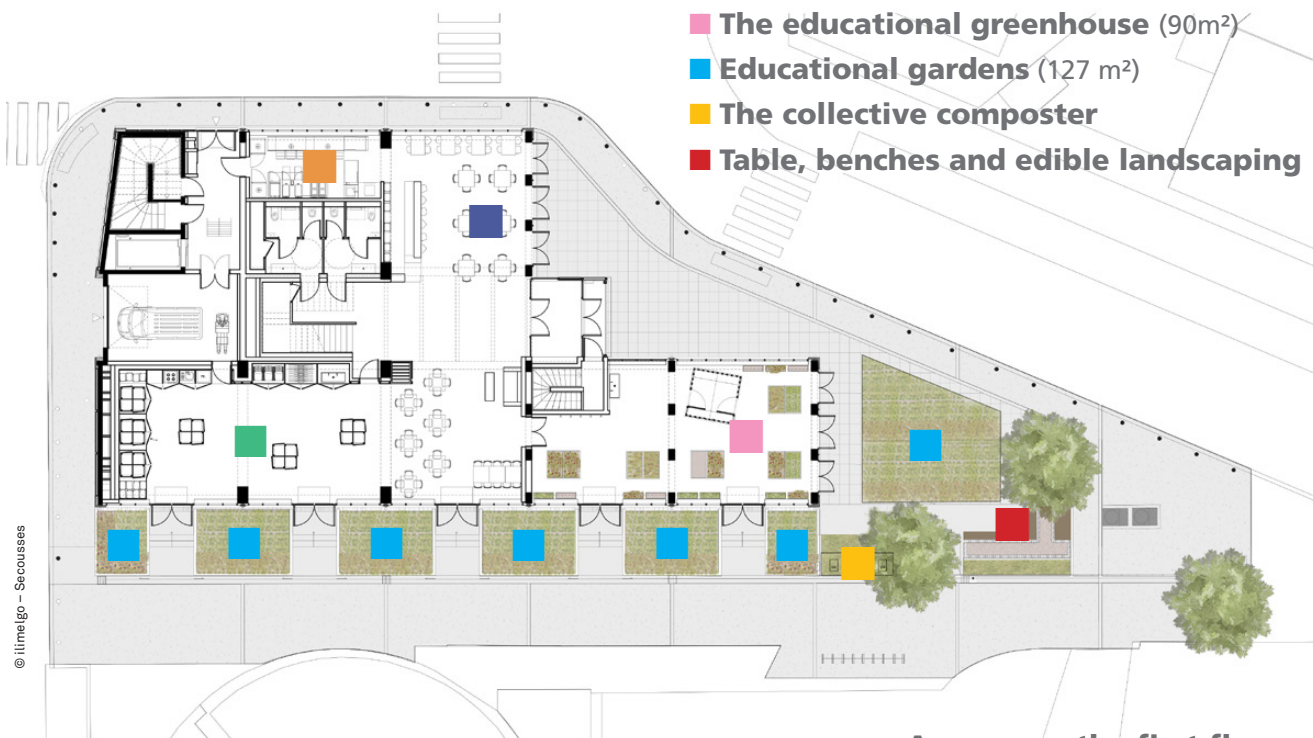 The educational greenhouse (90m²)
Educational gardens (127 m²)
The collective composter
Table, benches and edible landscaping
© ilimelgo – Secousses